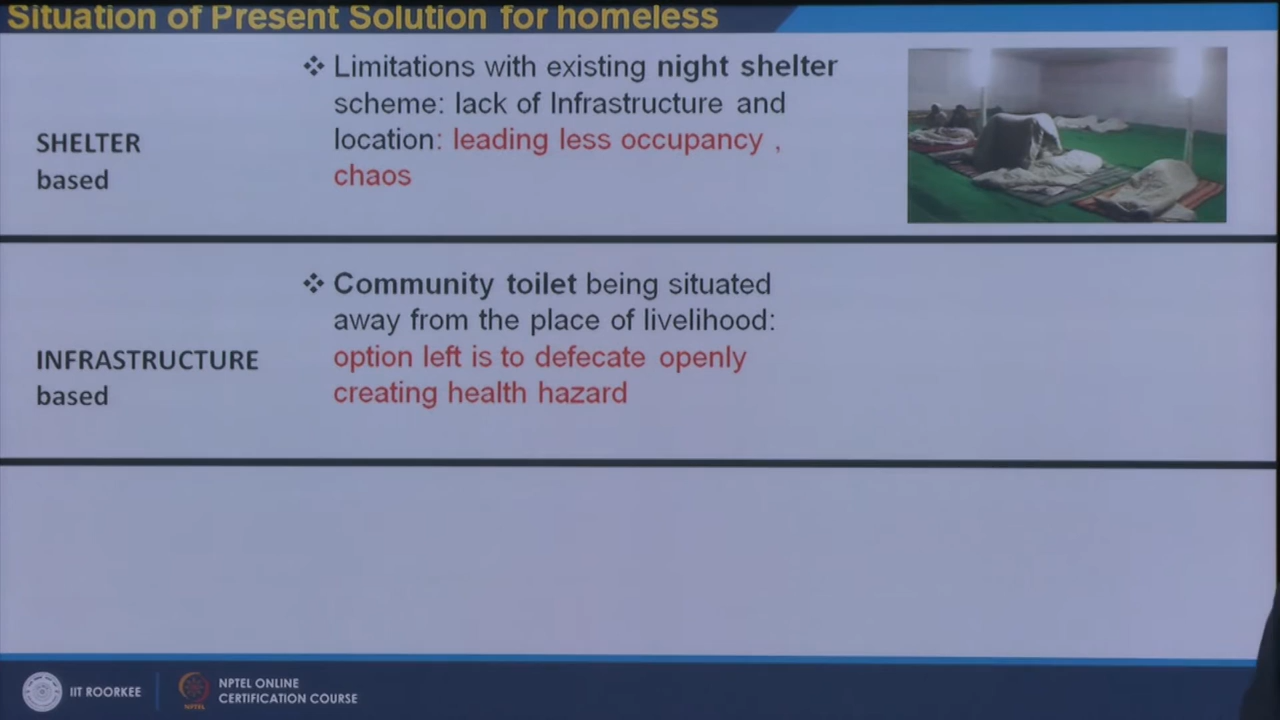 Situation of Present Solution for homeless
SHELTER
based
❖ Limitations with existing night shelter
scheme: lack of Infrastructure and
location: leading less occupancy ,
chaos
INFRASTRUCTURE
based
❖ Community toilet being situated
away from the place of livelihood:
option left is to defecate openly
creating health hazard
IIT ROORKEE
NPTEL
NPTEL ONLINE
CERTIFICATION COURSE